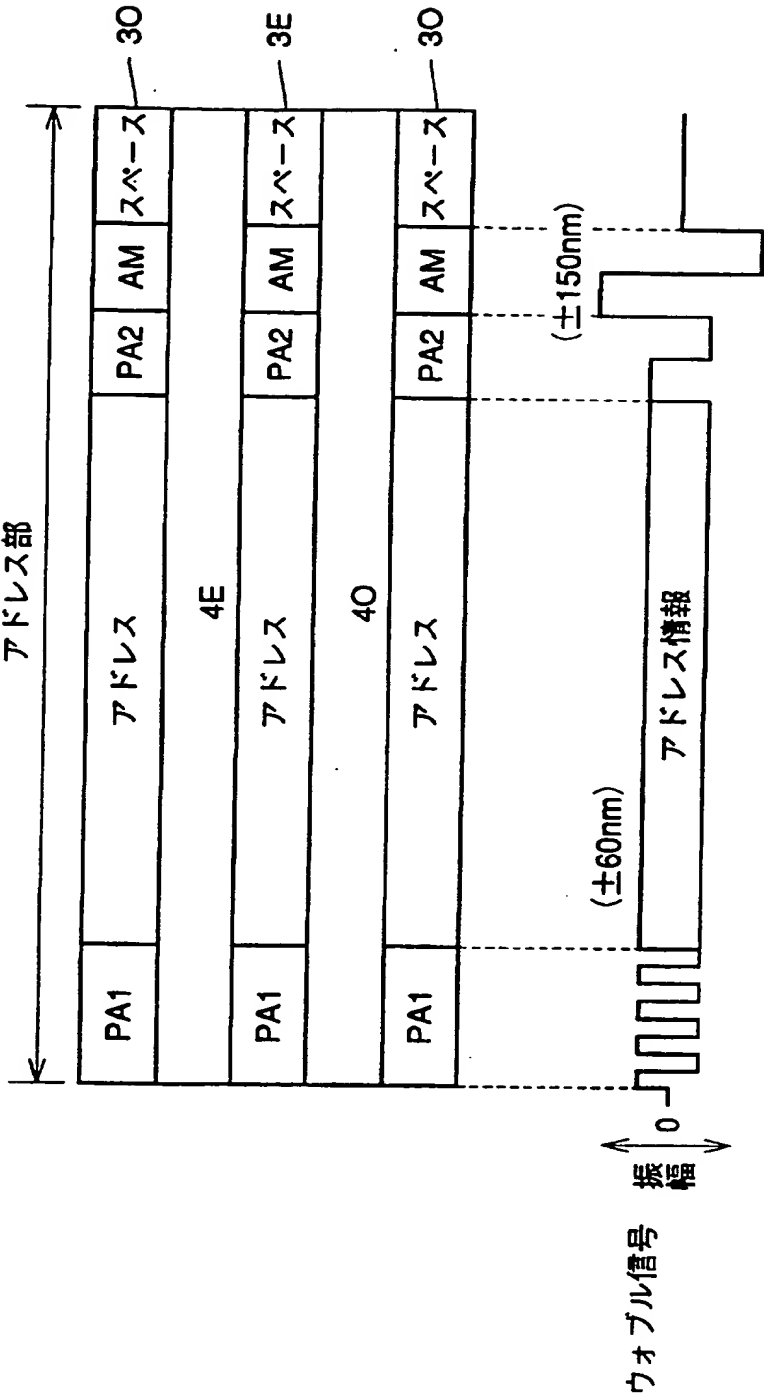 アドレス部
PA1 アドレス PA2 AM スペース 3O
4E
PA1 アドレス PA2 AM スペース 3E
4O
PA1 アドレス PA2 AM スペース 3O
(±60nm)
(±150nm)
ウォブル信号
振幅
0
アドレス情報